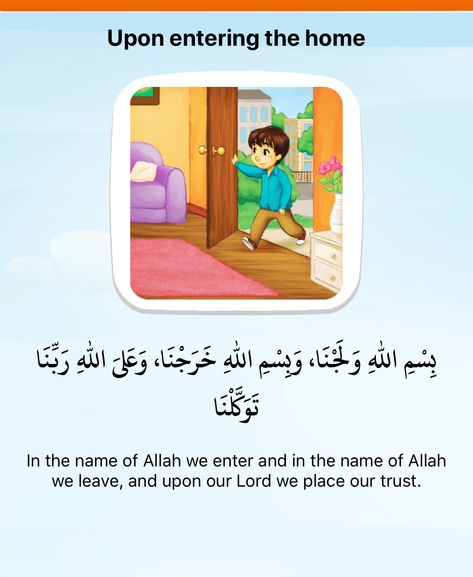 Upon entering the home
بِسْمِ اللهِ وَلَجْنَا، وَبِسْمِ اللهِ خَرَجْنَا، وَعَلَىَ اللهِ رَبِّنَا
تَوَكَّلْنَا
In the name of Allah we enter and in the name of Allah
we leave, and upon our Lord we place our trust.